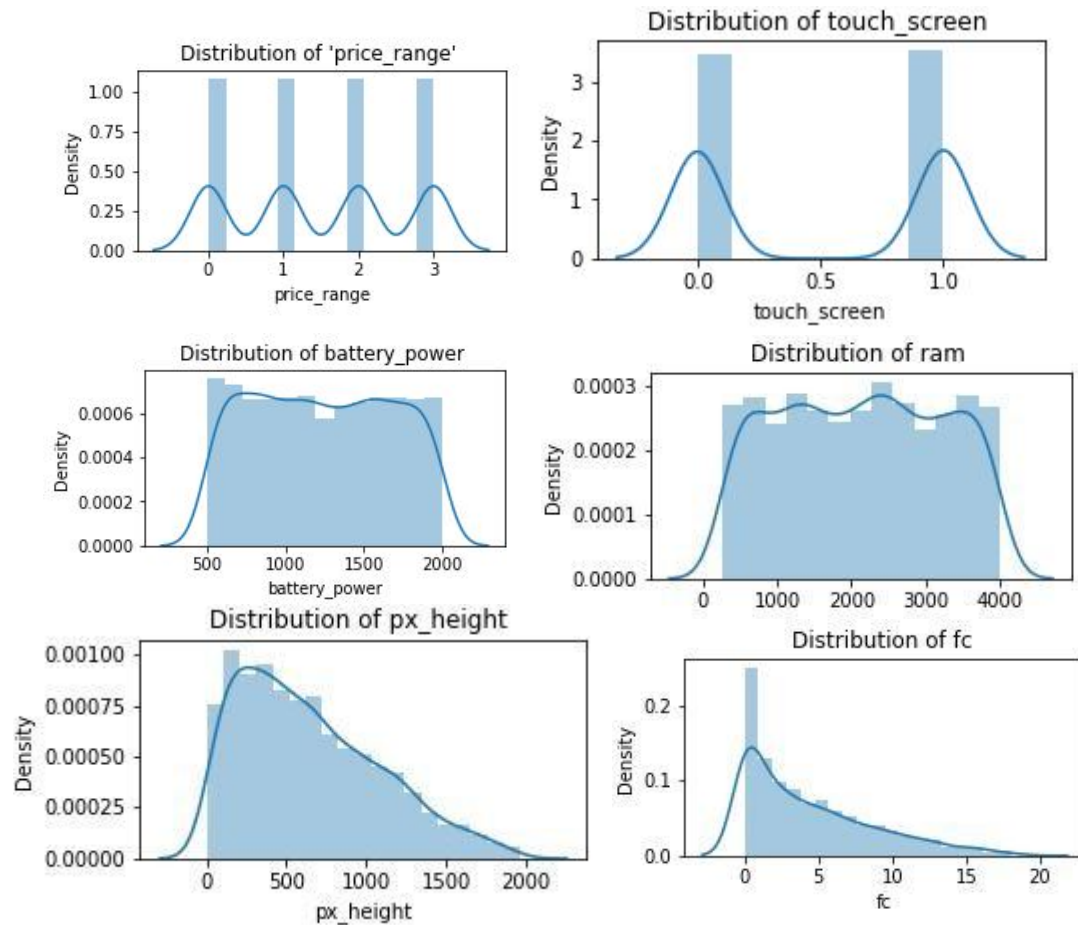 Distribution of 'price_range'
Density
1.00
0.75
0.50
0.25
0.00
0 1 2 3
price_range
Distribution of touch_screen
Density
3
2
1
0
0.0 0.5 1.0
touch_screen
Distribution of battery_power
Density
0.0006
0.0004
0.0002
0.0000
500 1000 1500 2000
battery_power
Distribution of ram
Density
0.0003
0.0002
0.0001
0.0000
0 1000 2000 3000 4000
Distribution of px_height
Density
0.00100
0.00075
0.00050
0.00025
0.00000
0 500 1000 1500 2000
px_height
Distribution of fc
Density
0.2
0.1
0.0
0 5 10 15 20
fc